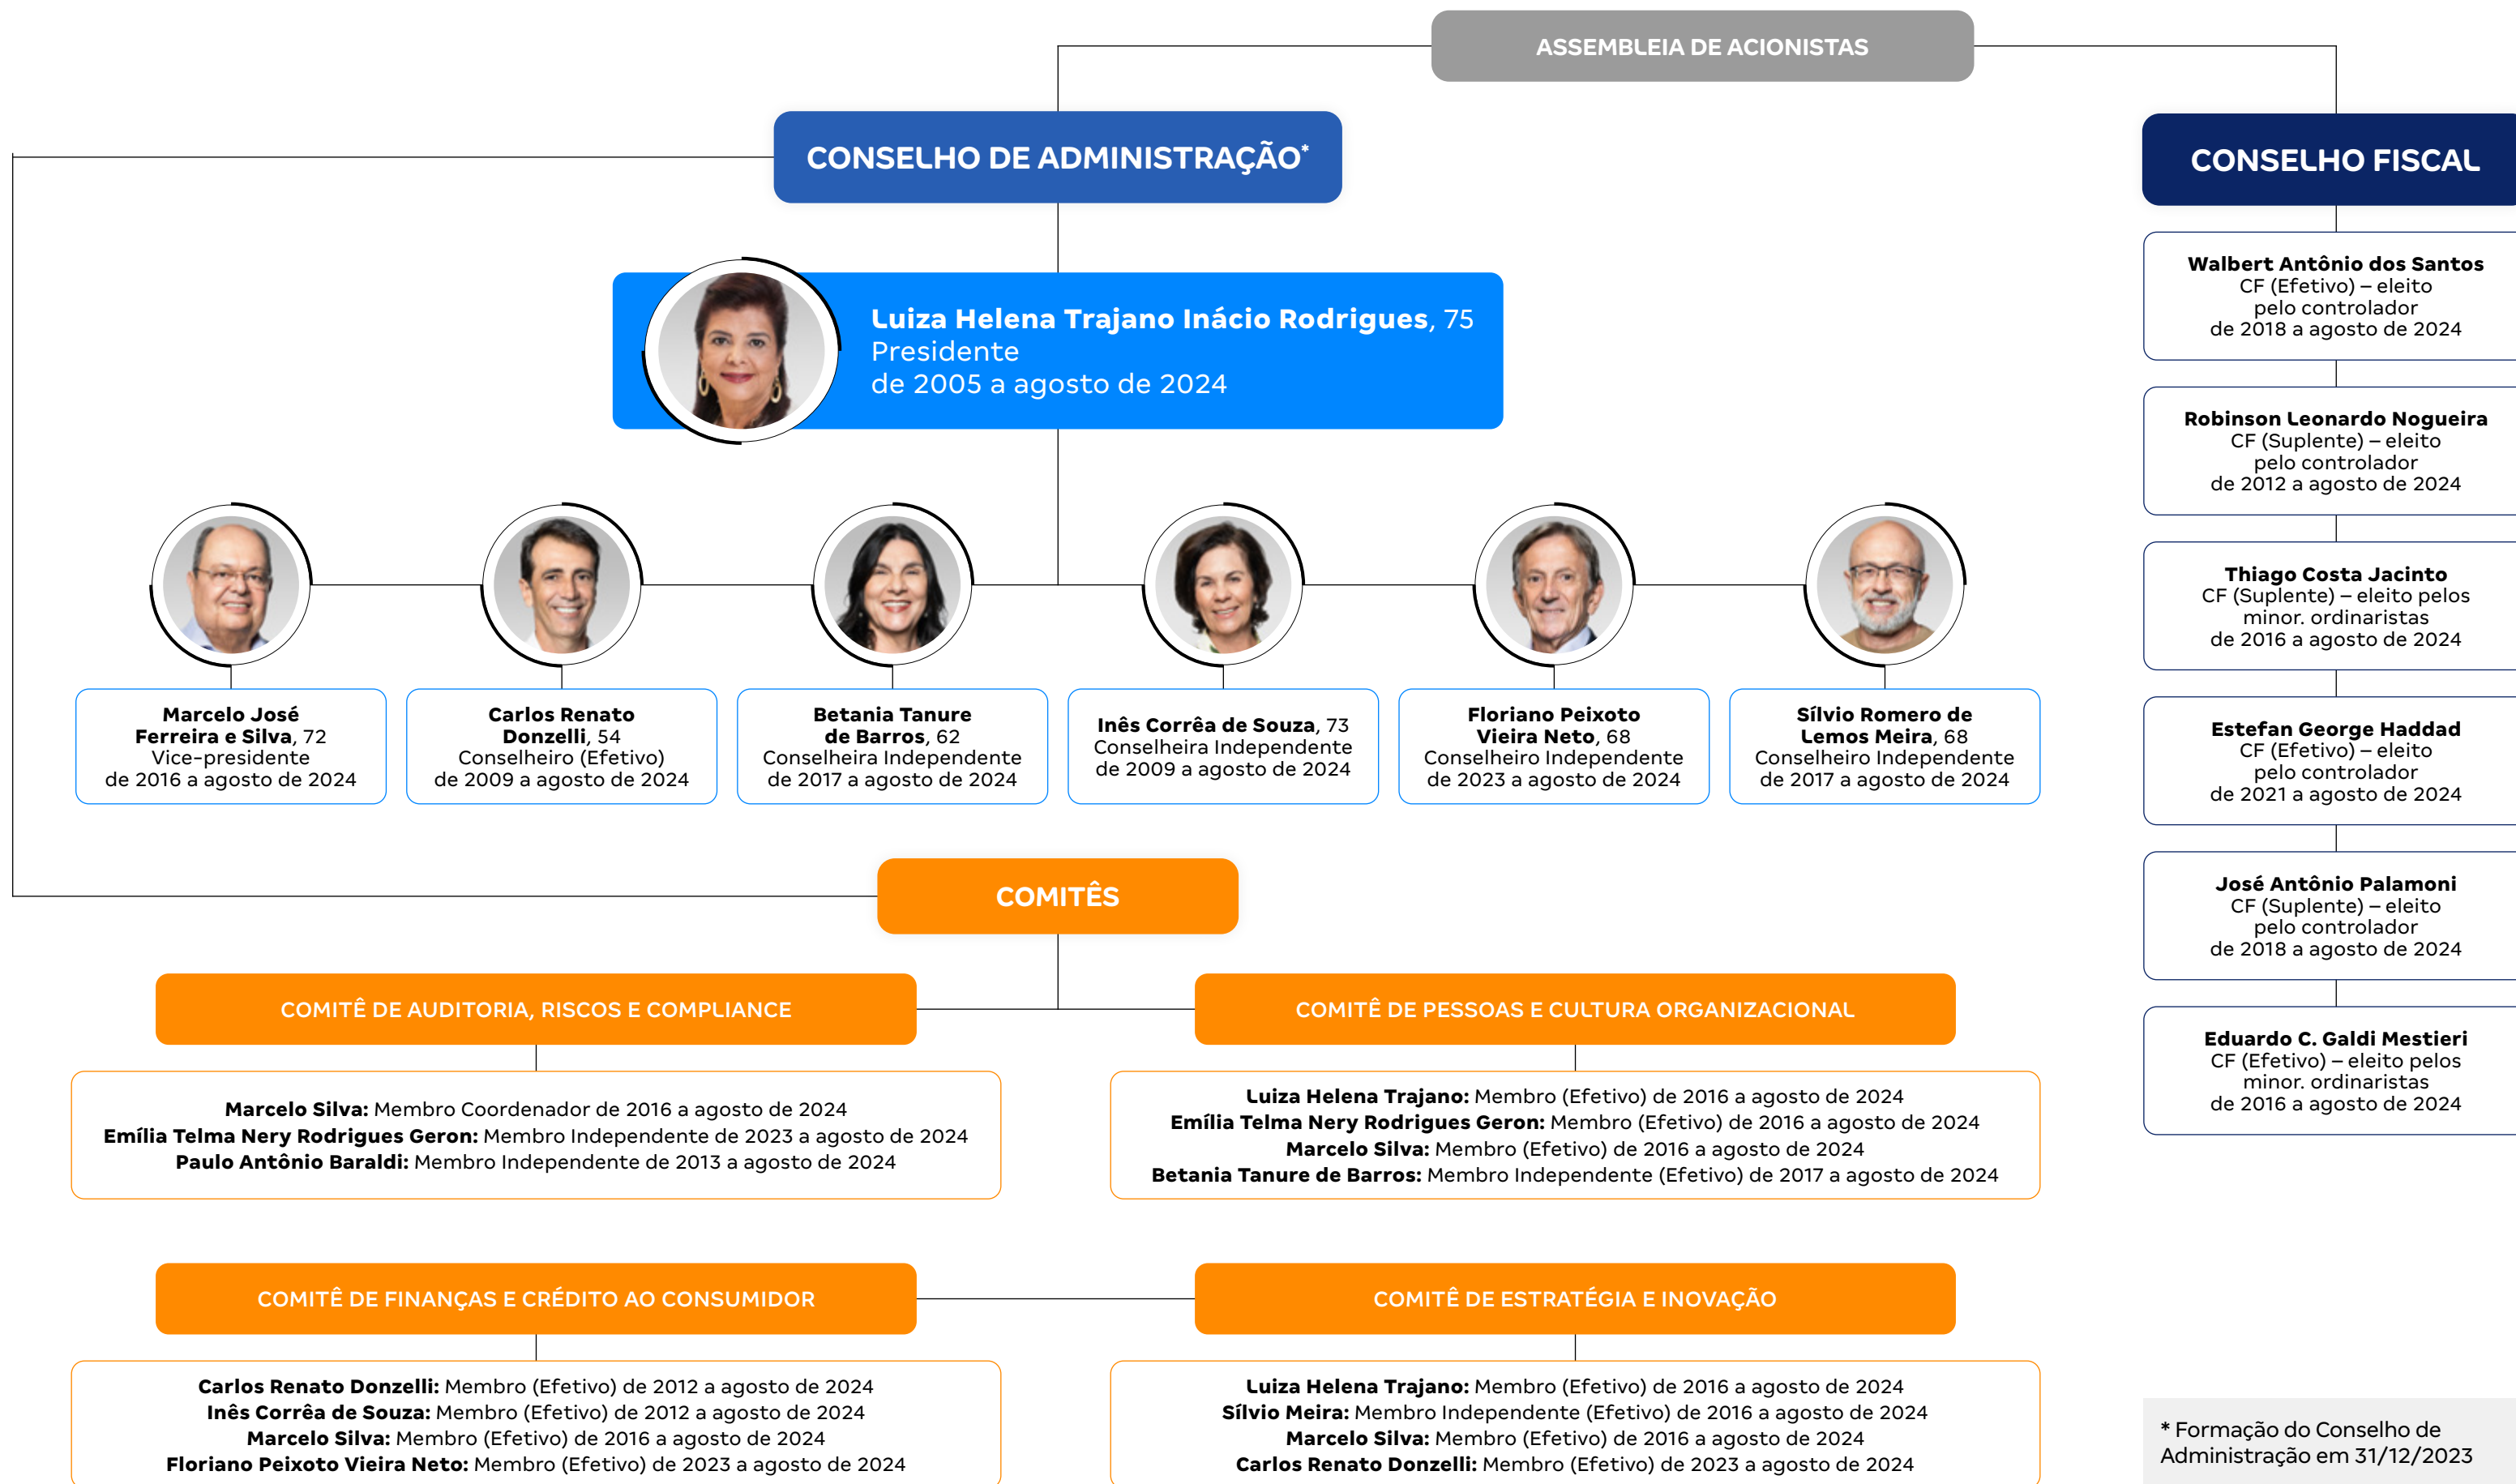 ASSEMBLEIA DE ACIONISTAS
CONSELHO DE ADMINISTRAÇÃO*
Luiza Helena Trajano Inácio Rodrigues, 75
Presidente
de 2005 a agosto de 2024
Marcelo José
Ferreira e Silva, 72
Vice-presidente
de 2016 a agosto de 2024
Carlos Renato
Donzelli, 54
Conselheiro (Efetivo)
de 2009 a agosto de 2024
Betania Tanure
de Barros, 62
Conselheira Independente
de 2017 a agosto de 2024
Inês Corrêa de Souza, 73
Conselheira Independente
de 2009 a agosto de 2024
Floriano Peixoto
Vieira Neto, 68
Conselheiro Independente
de 2023 a agosto de 2024
Sílvio Romero de
Lemos Meira, 68
Conselheiro Independente
de 2017 a agosto de 2024
COMITÊS
COMITÊ DE AUDITORIA, RISCOS E COMPLIANCE
Marcelo Silva: Membro Coordenador de 2016 a agosto de 2024
Emília Telma Nery Rodrigues Geron: Membro Independente de 2023 a agosto de 2024
Paulo Antônio Baraldi: Membro Independente de 2013 a agosto de 2024
COMITÊ DE PESSOAS E CULTURA ORGANIZACIONAL
Luiza Helena Trajano: Membro (Efetivo) de 2016 a agosto de 2024
Emília Telma Nery Rodrigues Geron: Membro (Efetivo) de 2016 a agosto de 2024
Marcelo Silva: Membro (Efetivo) de 2016 a agosto de 2024
Betania Tanure de Barros: Membro Independente (Efetivo) de 2017 a agosto de 2024
COMITÊ DE FINANÇAS E CRÉDITO AO CONSUMIDOR
Carlos Renato Donzelli: Membro (Efetivo) de 2012 a agosto de 2024
Inês Corrêa de Souza: Membro (Efetivo) de 2012 a agosto de 2024
Marcelo Silva: Membro (Efetivo) de 2016 a agosto de 2024
Floriano Peixoto Vieira Neto: Membro (Efetivo) de 2023 a agosto de 2024
COMITÊ DE ESTRATÉGIA E INOVAÇÃO
Luiza Helena Trajano: Membro (Efetivo) de 2016 a agosto de 2024
Sílvio Meira: Membro Independente (Efetivo) de 2016 a agosto de 2024
Marcelo Silva: Membro (Efetivo) de 2016 a agosto de 2024
Carlos Renato Donzelli: Membro (Efetivo) de 2023 a agosto de 2024
CONSELHO FISCAL
Walbert Antônio dos Santos
CF (Efetivo) – eleito
pelo controlador
de 2018 a agosto de 2024
Robinson Leonardo Nogueira
CF (Suplente) – eleito
pelo controlador
de 2012 a agosto de 2024
Thiago Costa Jacinto
CF (Suplente) – eleito pelos
minor. ordinaristas
de 2016 a agosto de 2024
Estefan George Haddad
CF (Efetivo) – eleito
pelo controlador
de 2021 a agosto de 2024
José Antônio Palamoni
CF (Suplente) – eleito
pelo controlador
de 2018 a agosto de 2024
Eduardo C. Galdi Mestieri
CF (Efetivo) – eleito pelos
minor. ordinaristas
de 2016 a agosto de 2024
* Formação do Conselho de
Administração em 31/12/2023